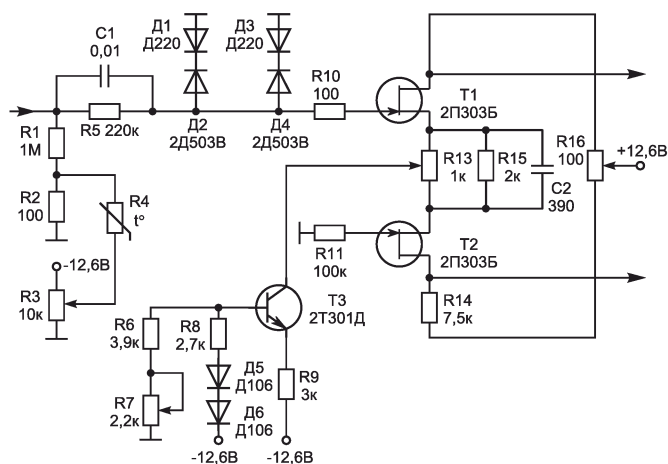 C1
0,01
Д1
Д220
Д3
Д220
R10
100
T1
2П303Б
R5 220к
Д2
2Д503В
Д4
2Д503В
R1
1М
R13
1к
R15
2к
R16
100
+12,6В
C2
390
R2
100
R4
t°
R11
100к
T2
2П303Б
-12,6В
R3
10к
T3
2Т301Д
R14
7,5к
R6
3,9к
R8
2,7к
Д5
Д106
R9
3к
R7
2,2к
Д6
Д106
-12,6В
-12,6В